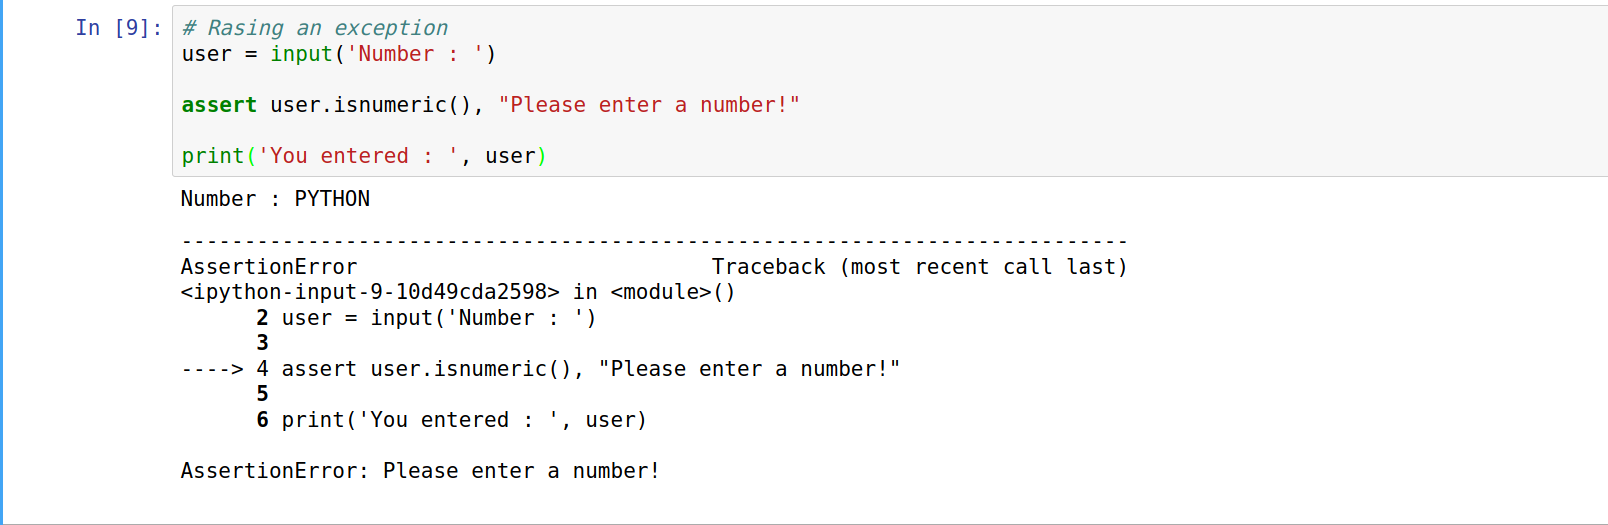 In [9]: # Rasing an exception
user = input('Number : ')
assert user.isnumeric(), "Please enter a number!"
print('You entered : ', user)
Number : PYTHON
---------------------------------------------------------------------------
AssertionError                            Traceback (most recent call last)
<ipython-input-9-10d49cda2598> in <module>()
      2 user = input('Number : ')
      3
----> 4 assert user.isnumeric(), "Please enter a number!"
      5
      6 print('You entered : ', user)
AssertionError: Please enter a number!